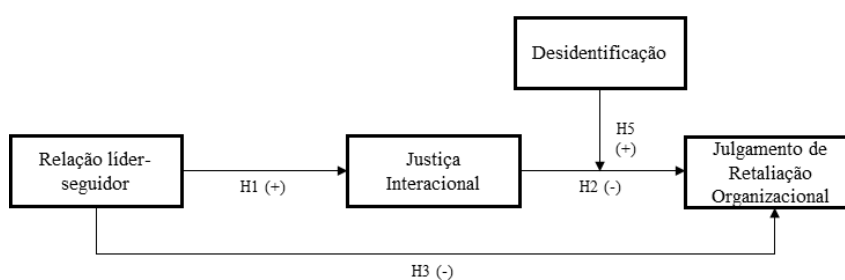 Desidentificação
H5
(+)
Relação líder-
seguidor
H1 (+)
Justiça
Interacional
H2 (-)
Julgamento de
Retaliação
Organizacional
H3 (-)